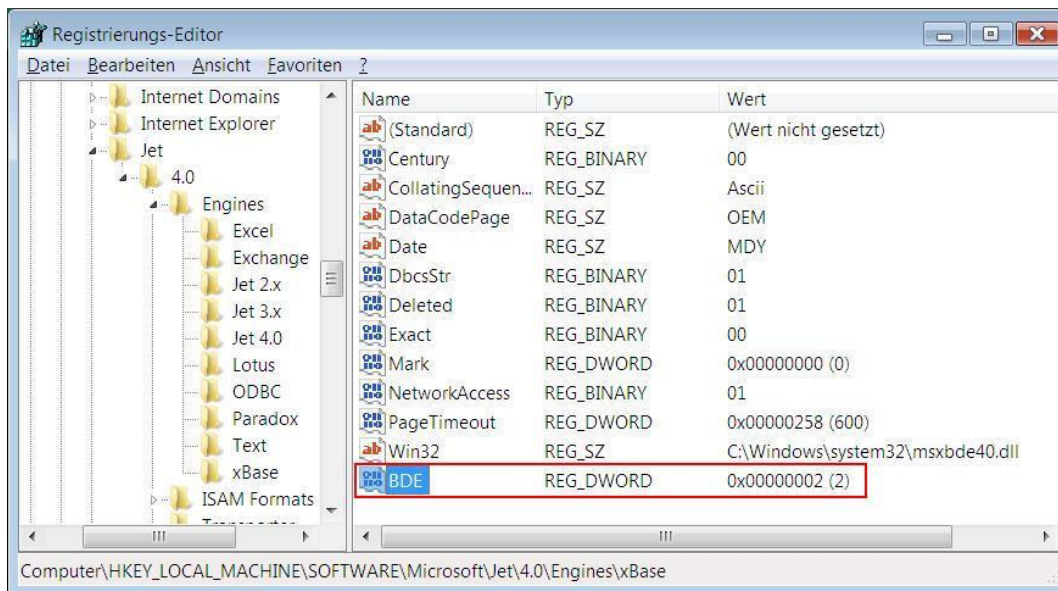 Registrierungs-Editor
Datei Bearbeiten Ansicht Favoriten ?
Internet Domains
Internet Explorer
Jet
4.0
Engines
Excel
Exchange
Jet 2.x
Jet 3.x
Jet 4.0
Lotus
ODBC
Paradox
Text
xBase
ISAM Formats
Name Typ Wert
(Standard) REG_SZ (Wert nicht gesetzt)
Century REG_BINARY 00
CollatingSequen... REG_SZ Ascii
DataCodePage REG_SZ OEM
Date REG_SZ MDY
DbcsStr REG_BINARY 01
Deleted REG_BINARY 01
Exact REG_BINARY 00
Mark REG_DWORD 0x00000000 (0)
NetworkAccess REG_BINARY 01
PageTimeout REG_DWORD 0x00000258 (600)
Win32 REG_SZ C:\Windows\system32\msxbde40.dll
BDE REG_DWORD 0x00000002 (2)
Computer\HKEY_LOCAL_MACHINE\SOFTWARE\Microsoft\Jet\4.0\Engines\xBase